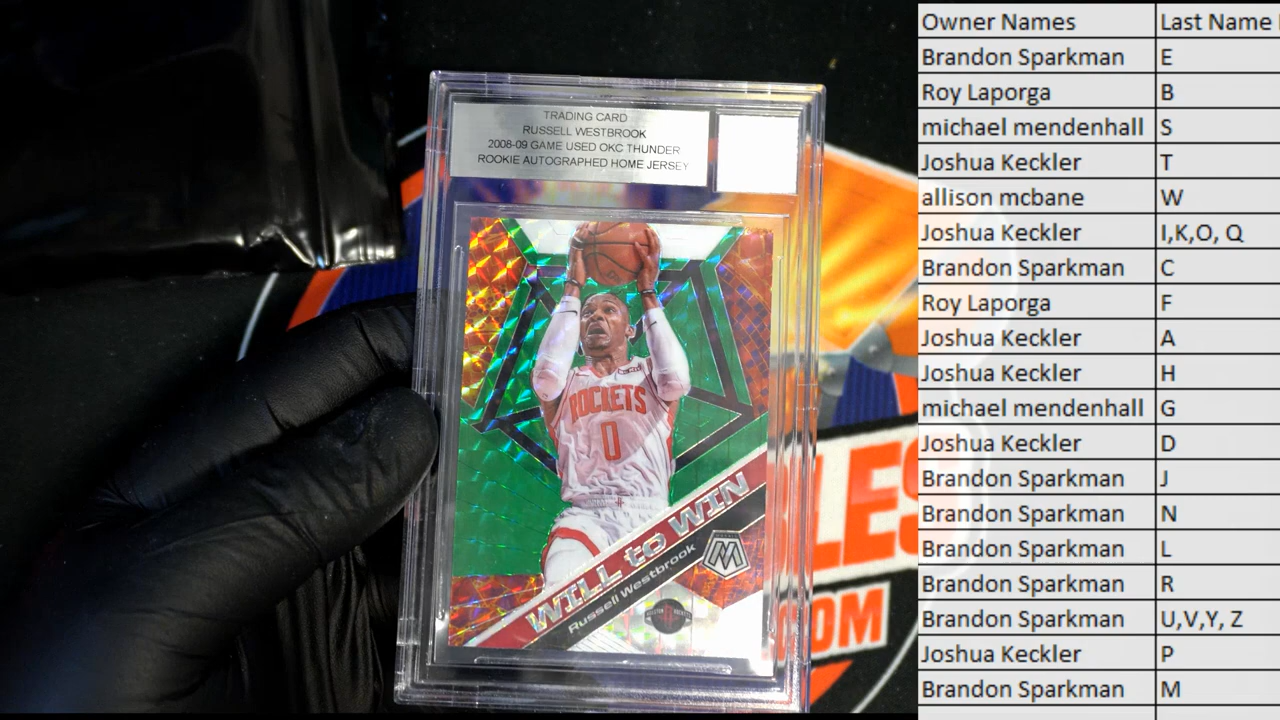 TRADING CARD
RUSSELL WESTBROOK
2008-09 GAME USED OKC THUNDER
ROOKIE AUTOGRAPHED HOME JERSEY
ROCKETS
0
WILL to WIN
Russell Westbrook
M
LES
OM
Owner Names Last Name
Brandon Sparkman E
Roy Laporga B
michael mendenhall S
Joshua Keckler T
allison mcbane W
Joshua Keckler I,K,O, Q
Brandon Sparkman C
Roy Laporga F
Joshua Keckler A
Joshua Keckler H
michael mendenhall G
Joshua Keckler D
Brandon Sparkman J
Brandon Sparkman N
Brandon Sparkman L
Brandon Sparkman R
Brandon Sparkman U,V,Y, Z
Joshua Keckler P
Brandon Sparkman M